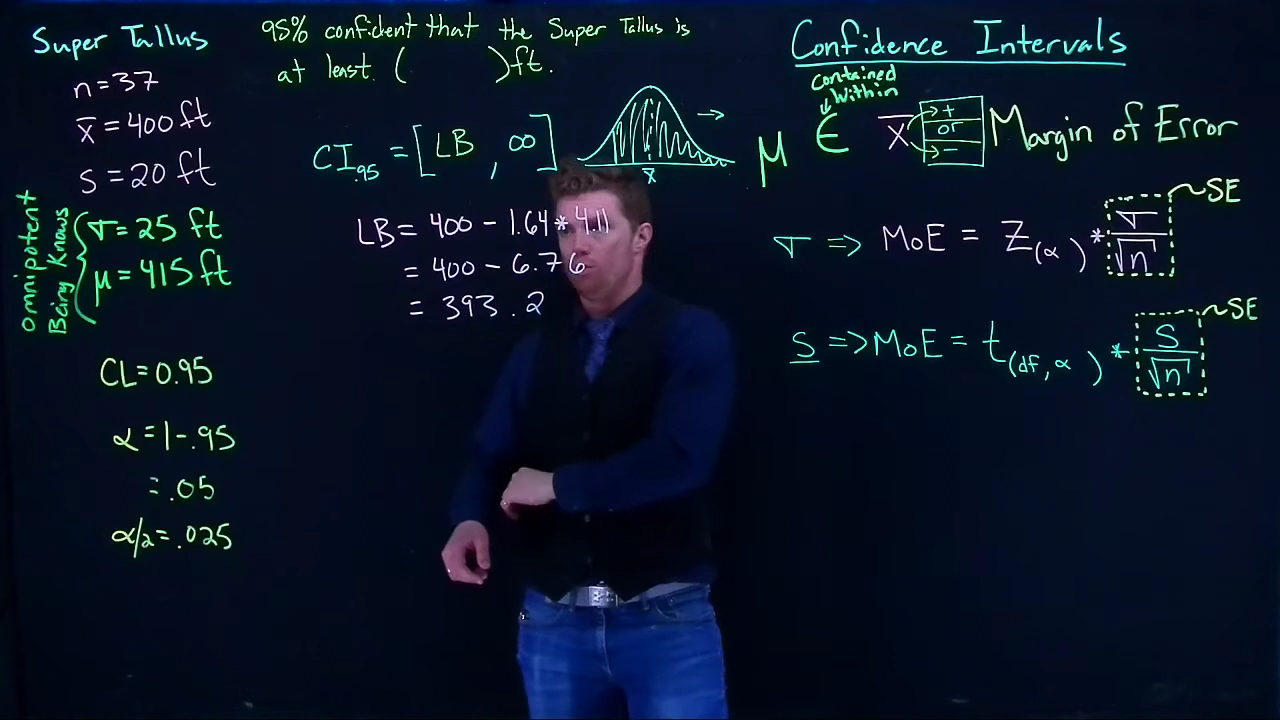 Super Tallus
n=37
x̄ = 400 ft
s = 20 ft
omnipotent
Being Knows
σ = 25 ft
μ = 415 ft
CL=0.95
α = 1-.95
= .05
α/2 = .025
95% confident that the Super Tallus is
at least ( ) ft.
CI.95 = [LB, ∞]
x̄
LB = 400 - 1.64 * 4.11
= 400 - 6.76
= 393.2
Confidence Intervals
contained
within
μ ∈ x̄ + or - Margin of Error
σ => MoE = Z(α) * σ/√n ~SE
s => MoE = t(df, α) * s/√n ~SE